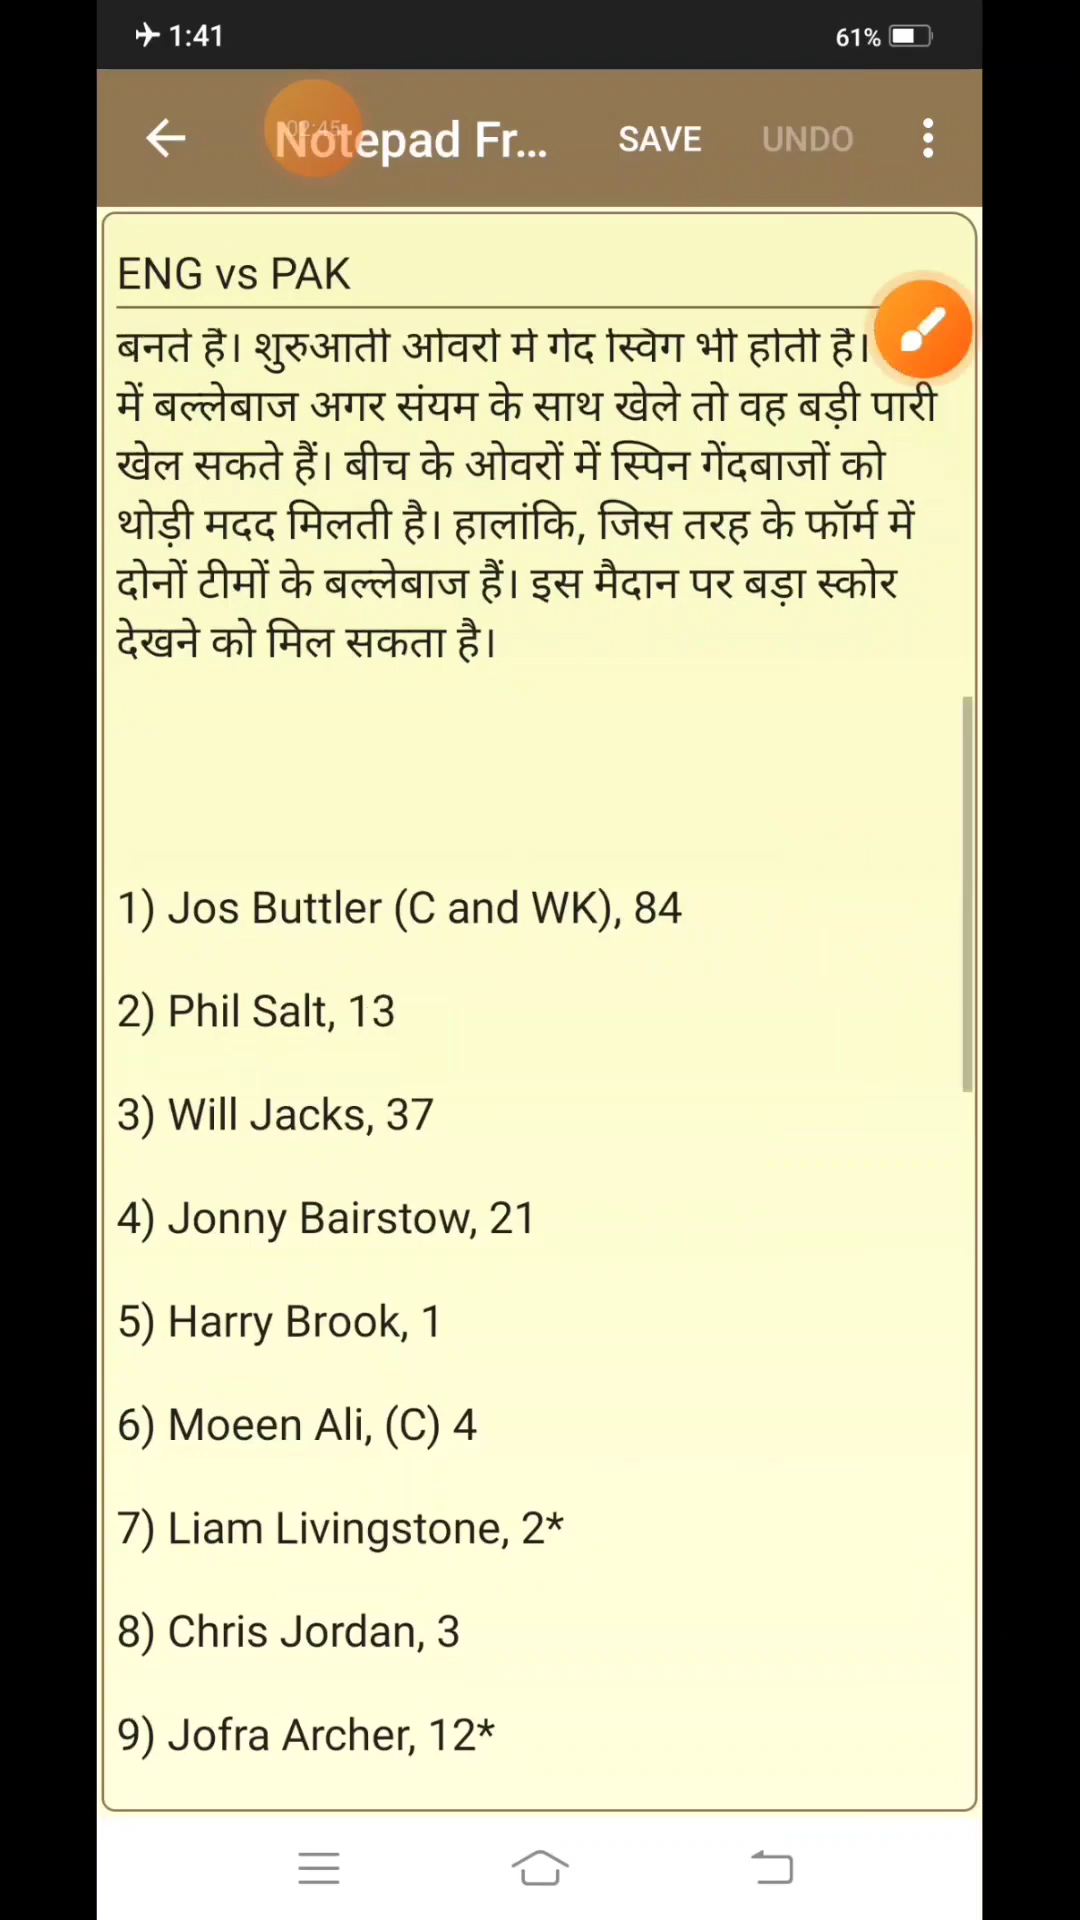 1:41
61%
02:45
Notepad Fr...
SAVE
UNDO
ENG vs PAK
बनते है। शुरुआती ओवरों में गेंद स्विंग भी होती है।
में बल्लेबाज अगर संयम के साथ खेले तो वह बड़ी पारी
खेल सकते हैं। बीच के ओवरों में स्पिन गेंदबाजों को
थोड़ी मदद मिलती है। हालांकि, जिस तरह के फॉर्म में
दोनों टीमों के बल्लेबाज हैं। इस मैदान पर बड़ा स्कोर
देखने को मिल सकता है।
1) Jos Buttler (C and WK), 84
2) Phil Salt, 13
3) Will Jacks, 37
4) Jonny Bairstow, 21
5) Harry Brook, 1
6) Moeen Ali, (C) 4
7) Liam Livingstone, 2*
8) Chris Jordan, 3
9) Jofra Archer, 12*